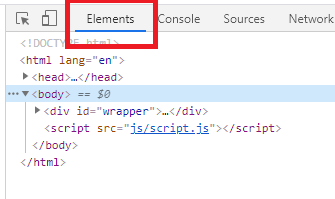 Elements Console Sources Network
<!DOCTYPE html>
<html lang="en">
<head>…</head>
<body> == $0
<div id="wrapper">…</div>
<script src="js/script.js"></script>
</body>
</html>